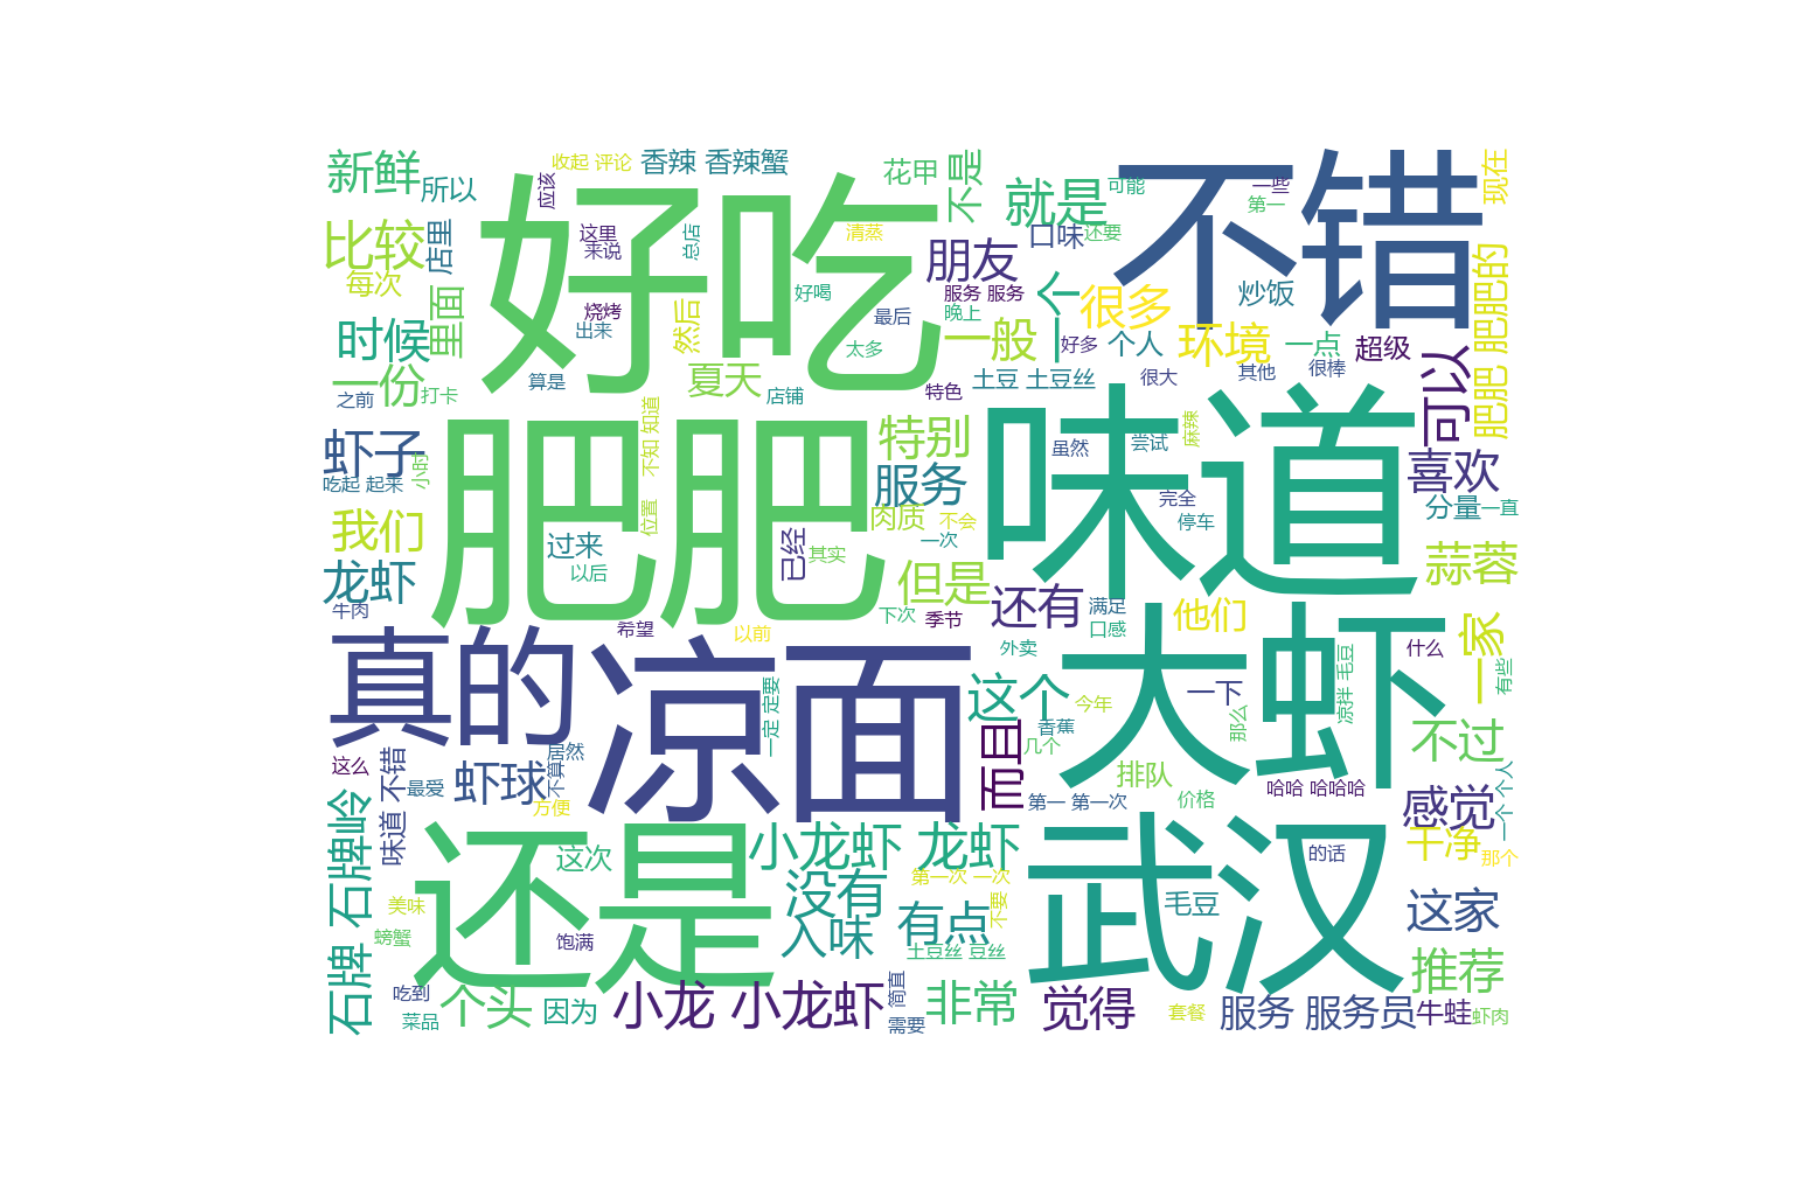 新鲜
所以
收起 评论
应该
香辣 香辣蟹
花甲
不是
就是
可能
一些
第一
现在
好吃
不错
比较
店里
这里
来说
总店
清蒸
朋友
口味
还要
每次
里面
烧烤
出来
然后
好喝
最后
服务 服务
晚上
一个
很多
炒饭
肥肥 肥肥的
时候
太多
一般
好多
个人
环境
一点
超级
可以
一份
打卡
之前
算是
夏天
店铺
特色
土豆 土豆丝
很大
其他
很棒
肥肥
味道
虾子
小时
吃起 起来
不知 知道
特别
服务
虽然
尝试
麻辣
喜欢
我们
位置
肉质
不会
完全
停车
分量
一直
过来
已经
其实
一次
龙虾
以后
但是
蒜蓉
牛肉
希望
以前
下次
季节
还有
满足
口感
他们
一家
真的
凉面
外卖
大虾
什么
有些
一定 定要
这个
今年
一下
那么
凉拌 毛豆
香蕉
几个
而且
不过
这么
味道 不错
最爱
虾球
居然
不算
方便
排队
价格
第一 第一次
哈哈 哈哈哈
感觉
一个 个人
石牌 石牌岭
还是
这次
小龙虾 龙虾
武汉
的话
干净
那个
没有
第一次 一次
美味
螃蟹
饱满
入味
有点
不要
毛豆
这家
土豆丝 豆丝
吃到
菜品
个头
因为
小龙 小龙虾
简直
需要
非常
觉得
套餐
服务 服务员
推荐
牛蛙
虾肉